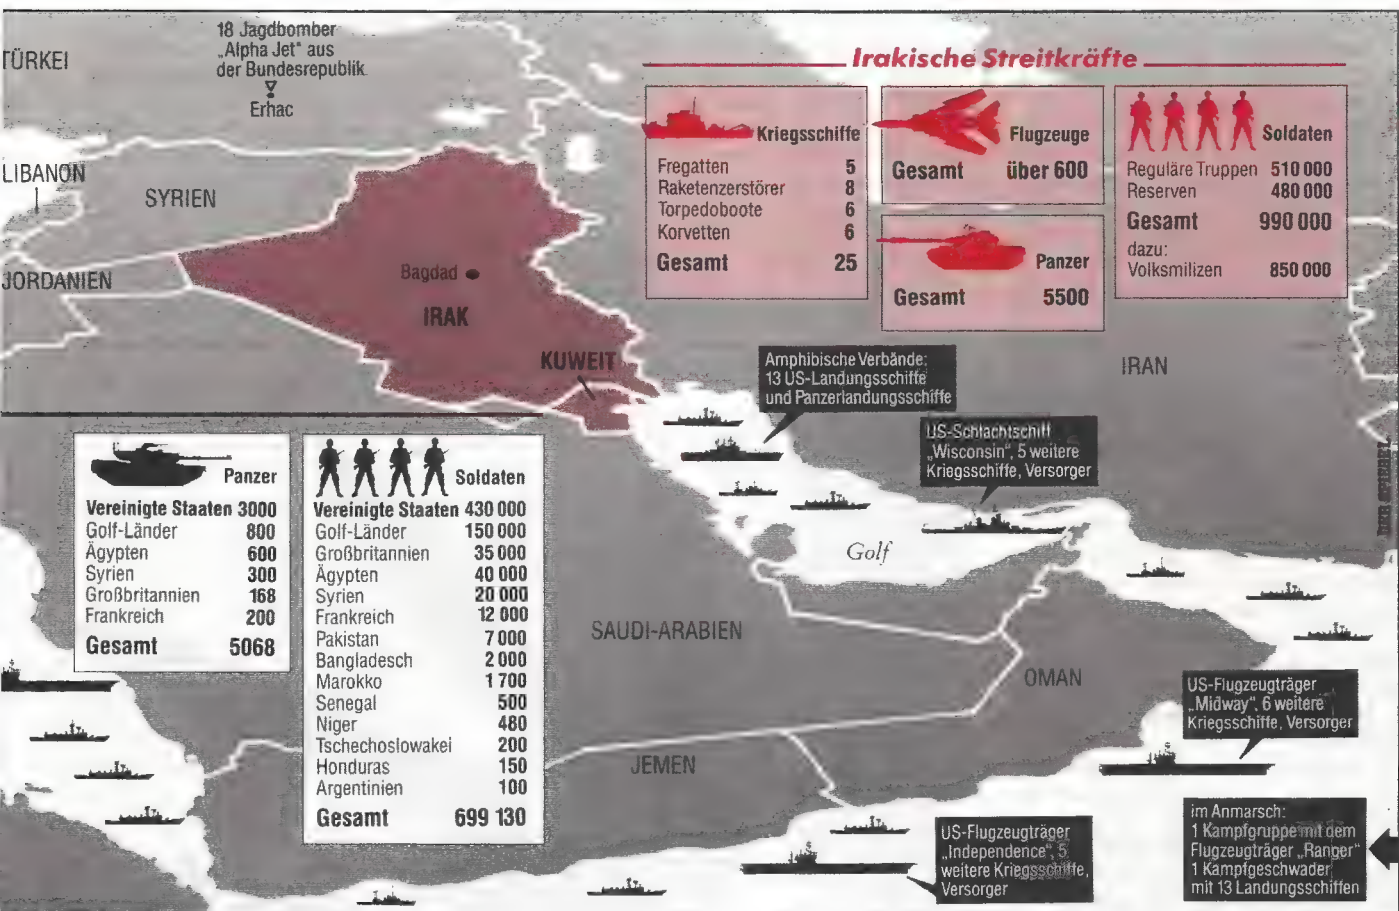 TÜRKEI
18 Jagdbomber
„Alpha Jet" aus
der Bundesrepublik
Erhac
LIBANON
SYRIEN
JORDANIEN
Bagdad
IRAK
KUWEIT
IRAN
Irakische Streitkräfte
Kriegsschiffe
Fregatten 5
Raketenzerstörer 8
Torpedoboote 6
Korvetten 6
Gesamt 25
Flugzeuge
Gesamt über 600
Panzer
Gesamt 5500
Soldaten
Reguläre Truppen 510 000
Reserven 480 000
Gesamt 990 000
dazu:
Volksmilizen 850 000
Amphibische Verbände:
13 US-Landungsschiffe
und Panzerlandungsschiffe
US-Schlachtschiff
„Wisconsin", 5 weitere
Kriegsschiffe, Versorger
DER SPIEGEL
Golf
Panzer
Vereinigte Staaten 3000
Golf-Länder 800
Ägypten 600
Syrien 300
Großbritannien 168
Frankreich 200
Gesamt 5068
Soldaten
Vereinigte Staaten 430 000
Golf-Länder 150 000
Großbritannien 35 000
Ägypten 40 000
Syrien 20 000
Frankreich 12 000
Pakistan 7 000
Bangladesch 2 000
Marokko 1 700
Senegal 500
Niger 480
Tschechoslowakei 200
Honduras 150
Argentinien 100
Gesamt 699 130
SAUDI-ARABIEN
OMAN
JEMEN
US-Flugzeugträger
„Midway", 6 weitere
Kriegsschiffe, Versorger
US-Flugzeugträger
„Independence", 5
weitere Kriegsschiffe,
Versorger
im Anmarsch:
1 Kampfgruppe mit dem
Flugzeugträger „Ranger"
1 Kampfgeschwader
mit 13 Landungsschiffen